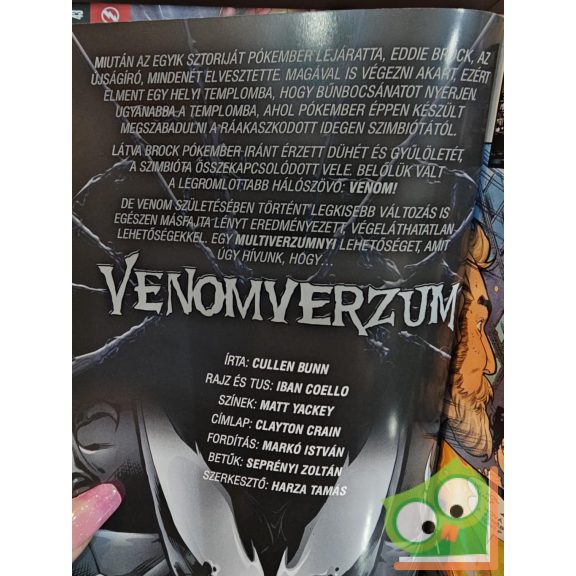 MIUTÁN AZ EGYIK SZTORIJÁT PÓKEMBER LEJÁRATTA, EDDIE BROCK, AZ
ÚJSÁGÍRÓ, MINDENÉT ELVESZTETTE. MAGÁVAL IS VÉGEZNI AKART, EZÉRT
ELMENT EGY HELYI TEMPLOMBA, HOGY BŰNBOCSÁNATOT NYERJEN.
UGYANABBA A TEMPLOMBA, AHOL PÓKEMBER ÉPPEN KÉSZÜLT
MEGSZABADULNI A RÁAKASZKODOTT IDEGEN SZIMBIÓTÁTÓL.
LÁTVA BROCK PÓKEMBER IRÁNT ÉRZETT DÜHÉT ÉS GYŰLÖLETÉT,
A SZIMBIÓTA ÖSSZEKAPCSOLÓDOTT VELE. BELŐLÜK VÁLT
A LEGROMLOTTABB HÁLÓSZÖVŐ: VENOM!
DE VENOM SZÜLETÉSÉBEN TÖRTÉNT LEGKISEBB VÁLTOZÁS IS
EGÉSZEN MÁSFAJTA LÉNYT EREDMÉNYEZETT, VÉGELÁTHATATLAN
LEHETŐSÉGEKKEL. EGY MULTIVERZUMNYI LEHETŐSÉGET, AMIT
ÚGY HÍVUNK, HOGY...
VENOMVERZUM
ÍRTA: CULLEN BUNN
RAJZ ÉS TUS: IBAN COELLO
SZÍNEK: MATT YACKEY
CÍMLAP: CLAYTON CRAIN
FORDÍTÁS: MARKÓ ISTVÁN
BETŰK: SEPRÉNYI ZOLTÁN
SZERKESZTŐ: HARZA TAMÁS